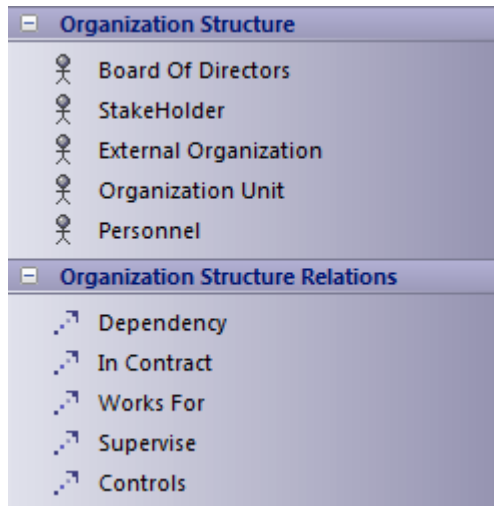 Organization Structure
Board Of Directors
StakeHolder
External Organization
Organization Unit
Personnel
Organization Structure Relations
Dependency
In Contract
Works For
Supervise
Controls